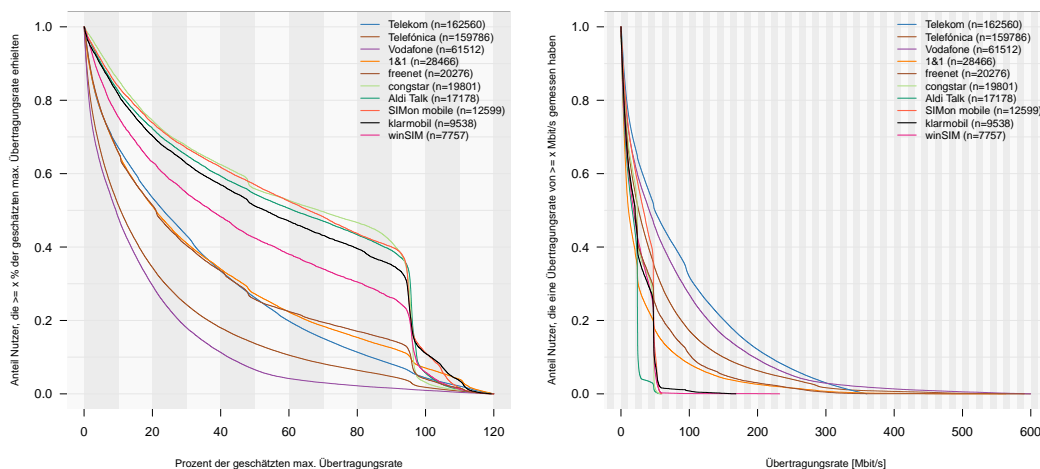 Anteil Nutzer, die >= x % der geschätzten max. Übertragungsrate erhielten
1.0
0.8
0.6
0.4
0.2
0.0
0
20
40
60
80
100
120
Prozent der geschätzten max. Übertragungsrate
Telekom (n=162560)
Telefónica (n=159786)
Vodafone (n=61512)
1&1 (n=28466)
freenet (n=20276)
congstar (n=19801)
Aldi Talk (n=17178)
SIMon mobile (n=12599)
klarmobil (n=9538)
winSIM (n=7757)
Anteil Nutzer, die eine Übertragungsrate von >= x Mbit/s gemessen haben
1.0
0.8
0.6
0.4
0.2
0.0
0
100
200
300
400
500
600
Übertragungsrate [Mbit/s]
Telekom (n=162560)
Telefónica (n=159786)
Vodafone (n=61512)
1&1 (n=28466)
freenet (n=20276)
congstar (n=19801)
Aldi Talk (n=17178)
SIMon mobile (n=12599)
klarmobil (n=9538)
winSIM (n=7757)